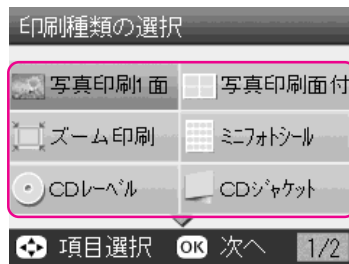 印刷種類の選択
写真印刷1面 写真印刷面付
ズーム印刷 ミニフォトシール
CDレーベル CDジャケット
項目選択 OK 次へ 1/2